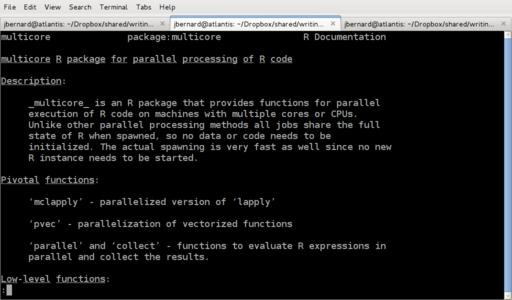 File Edit View Search Terminal Tabs Help
jbernard@atlantis: ~/Dropbox/shared/writin... × jbernard@atlantis: ~/Dropbox/shared/writin... × jbernard@atlantis: ~/Dropbox/shared/writin... ×
multicore package:multicore R Documentation
multicore R package for parallel processing of R code
Description:
_multicore_ is an R package that provides functions for parallel
execution of R code on machines with multiple cores or CPUs.
Unlike other parallel processing methods all jobs share the full
state of R when spawned, so no data or code needs to be
initialized. The actual spawning is very fast as well since no new
R instance needs to be started.
Pivotal functions:
‘mclapply’ - parallelized version of ‘lapply’
‘pvec’ - parallelization of vectorized functions
‘parallel’ and ‘collect’ - functions to evaluate R expressions in
parallel and collect the results.
Low-level functions:
: